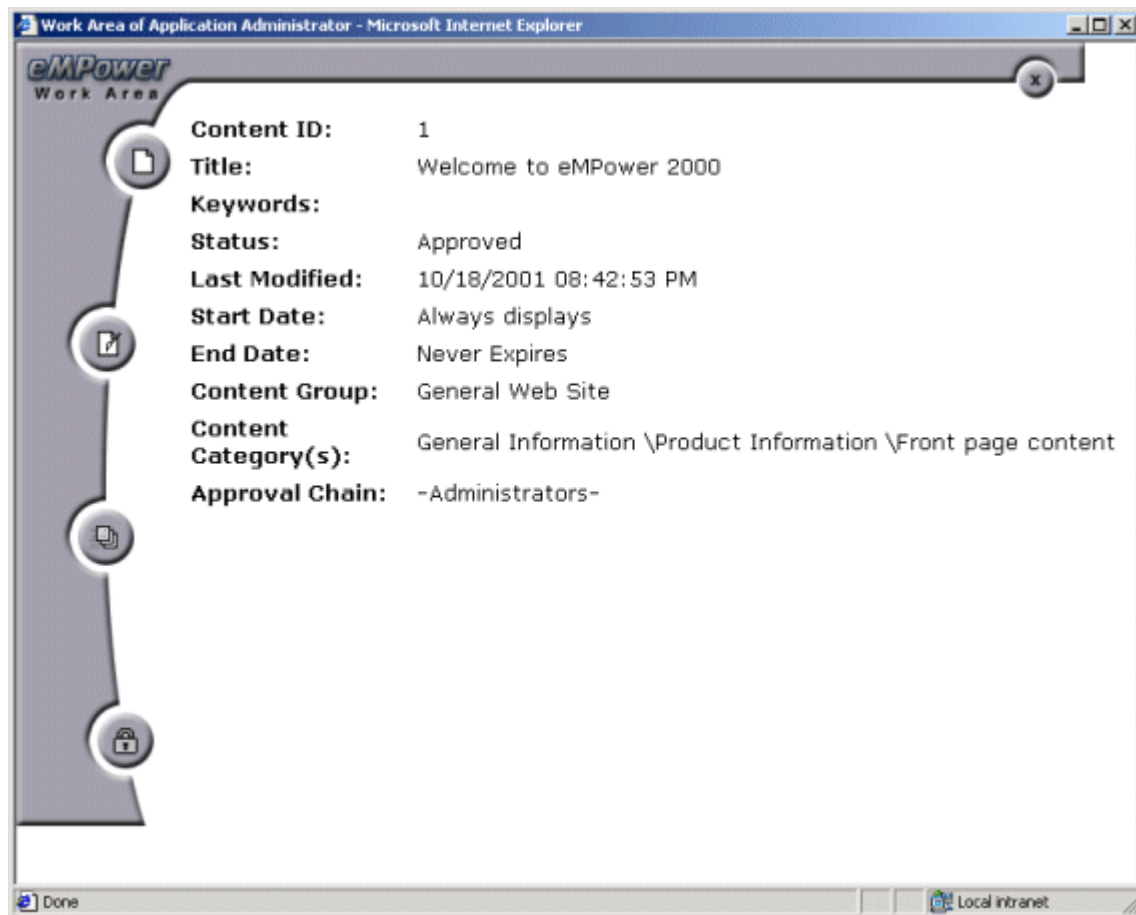 Work Area of Application Administrator - Microsoft Internet Explorer
eMPower
Work Area
x
Content ID: 1
Title: Welcome to eMPower 2000
Keywords:
Status: Approved
Last Modified: 10/18/2001 08:42:53 PM
Start Date: Always displays
End Date: Never Expires
Content Group: General Web Site
Content
Category(s): General Information \Product Information \Front page content
Approval Chain: -Administrators-
Done Local intranet